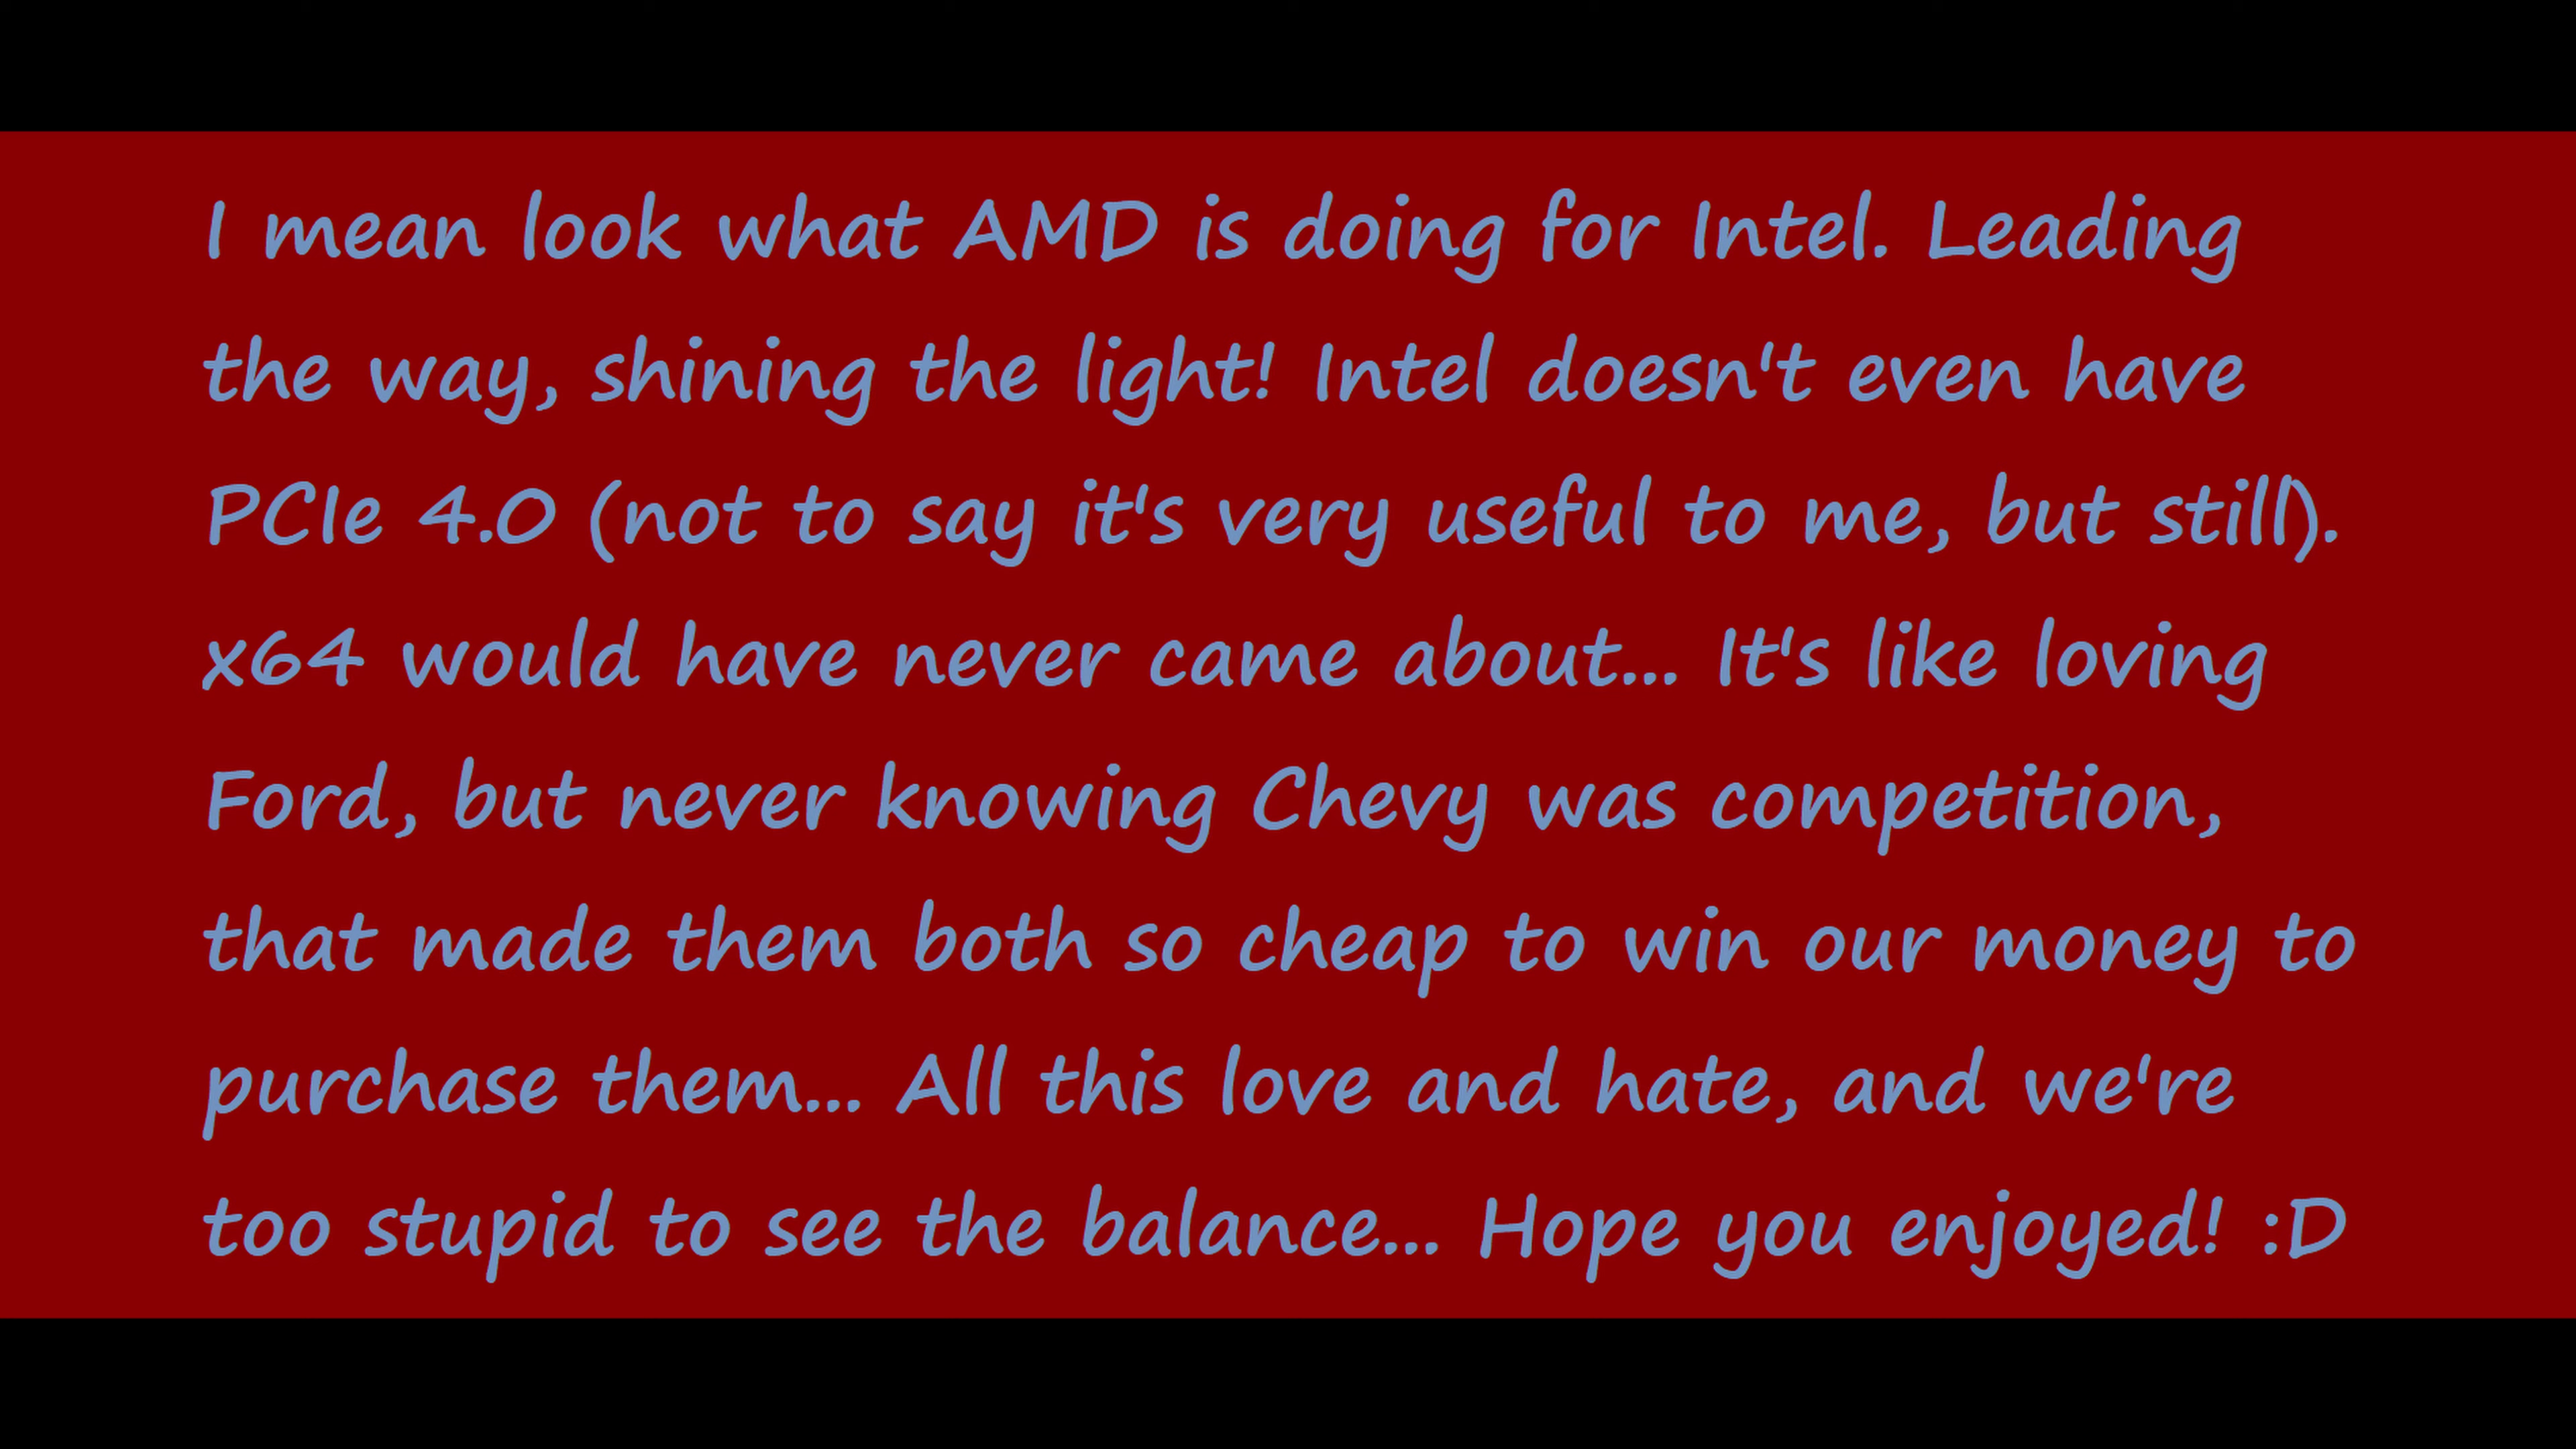 I mean look what AMD is doing for Intel. Leading
the way, shining the light! Intel doesn't even have
PCIe 4.0 (not to say it's very useful to me, but still).
x64 would have never came about... It's like loving
Ford, but never knowing Chevy was competition,
that made them both so cheap to win our money to
purchase them... All this love and hate, and we're
too stupid to see the balance... Hope you enjoyed! :D